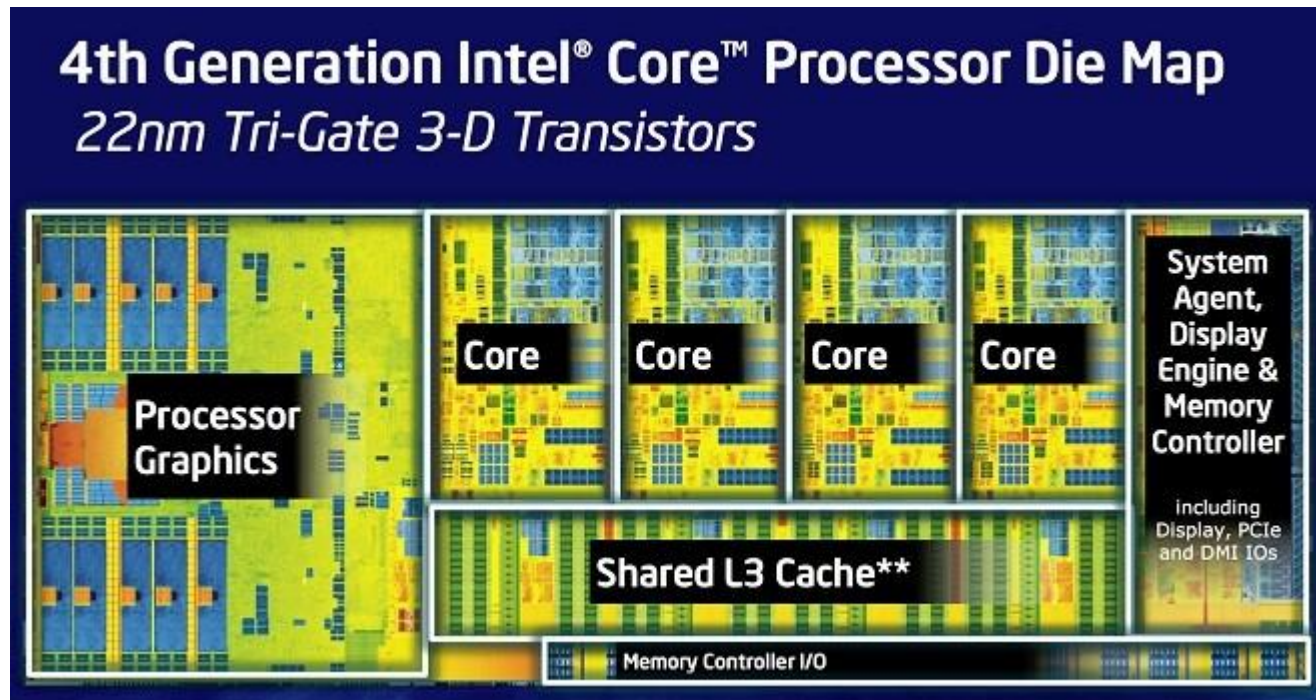 4th Generation Intel® Core™ Processor Die Map
22nm Tri-Gate 3-D Transistors
Processor
Graphics
Core
Core
Core
Core
System
Agent,
Display
Engine &
Memory
Controller
including
Display, PCIe
and DMI IOs
Shared L3 Cache**
Memory Controller I/O